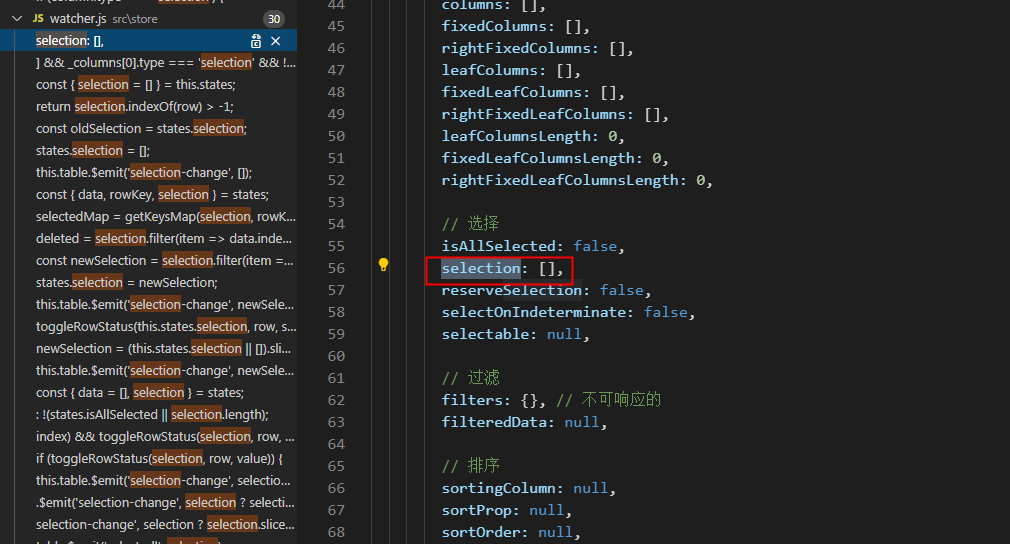 if (columnType
JS watcher.js src\store 30
selection: [],
] && _columns[0].type === 'selection' && !...
const { selection = [] } = this.states;
return selection.indexOf(row) > -1;
const oldSelection = states.selection;
states.selection = [];
this.table.$emit('selection-change', []);
const { data, rowKey, selection } = states;
selectedMap = getKeysMap(selection, rowK...
deleted = selection.filter(item => data.inde...
const newSelection = selection.filter(item =...
states.selection = newSelection;
this.table.$emit('selection-change', newSele...
toggleRowStatus(this.states.selection, row, s...
newSelection = (this.states.selection || []).sli...
this.table.$emit('selection-change', newSele...
const { data = [], selection } = states;
: !(states.isAllSelected || selection.length);
index) && toggleRowStatus(selection, row, ...
if (toggleRowStatus(selection, row, value)) {
this.table.$emit('selection-change', selectio...
.$emit('selection-change', selection ? selecti...
selection-change', selection ? selection.slice...
44 columns: [],
45 fixedColumns: [],
46 rightFixedColumns: [],
47 leafColumns: [],
48 fixedLeafColumns: [],
49 rightFixedLeafColumns: [],
50 leafColumnsLength: 0,
51 fixedLeafColumnsLength: 0,
52 rightFixedLeafColumnsLength: 0,
53
54 // 选择
55 isAllSelected: false,
56 selection: [],
57 reserveSelection: false,
58 selectOnIndeterminate: false,
59 selectable: null,
60
61 // 过滤
62 filters: {}, // 不可响应的
63 filteredData: null,
64
65 // 排序
66 sortingColumn: null,
67 sortProp: null,
68 sortOrder: null,